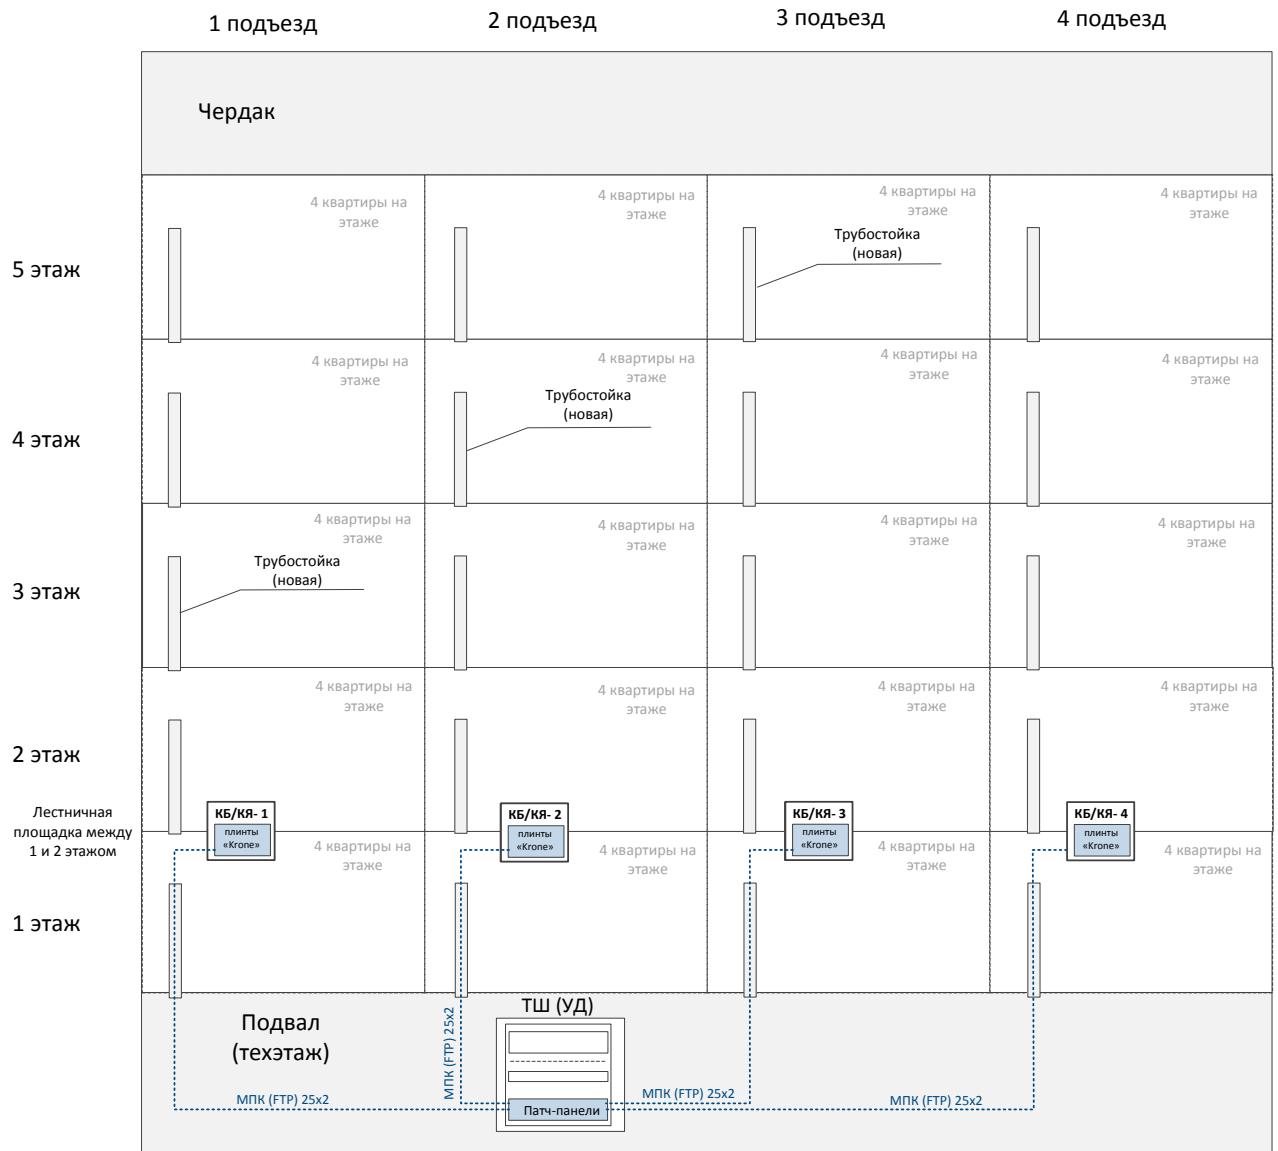 1 подъезд
2 подъезд
3 подъезд
4 подъезд
Чердак
5 этаж
4 квартиры на
этаже
4 квартиры на
этаже
4 квартиры на
этаже
Трубостойка
(новая)
4 квартиры на
этаже
4 этаж
4 квартиры на
этаже
4 квартиры на
этаже
Трубостойка
(новая)
4 квартиры на
этаже
4 квартиры на
этаже
3 этаж
4 квартиры на
этаже
Трубостойка
(новая)
4 квартиры на
этаже
4 квартиры на
этаже
4 квартиры на
этаже
2 этаж
4 квартиры на
этаже
4 квартиры на
этаже
4 квартиры на
этаже
4 квартиры на
этаже
Лестничная
площадка между
1 и 2 этажом
КБ/КЯ- 1
плинты
«Krone»
КБ/КЯ- 2
плинты
«Krone»
КБ/КЯ- 3
плинты
«Krone»
КБ/КЯ- 4
плинты
«Krone»
1 этаж
4 квартиры на
этаже
4 квартиры на
этаже
4 квартиры на
этаже
4 квартиры на
этаже
Подвал
(техэтаж)
ТШ (УД)
МПК (FTP) 25x2
МПК (FTP) 25x2
Патч-панели
МПК (FTP) 25x2
МПК (FTP) 25x2